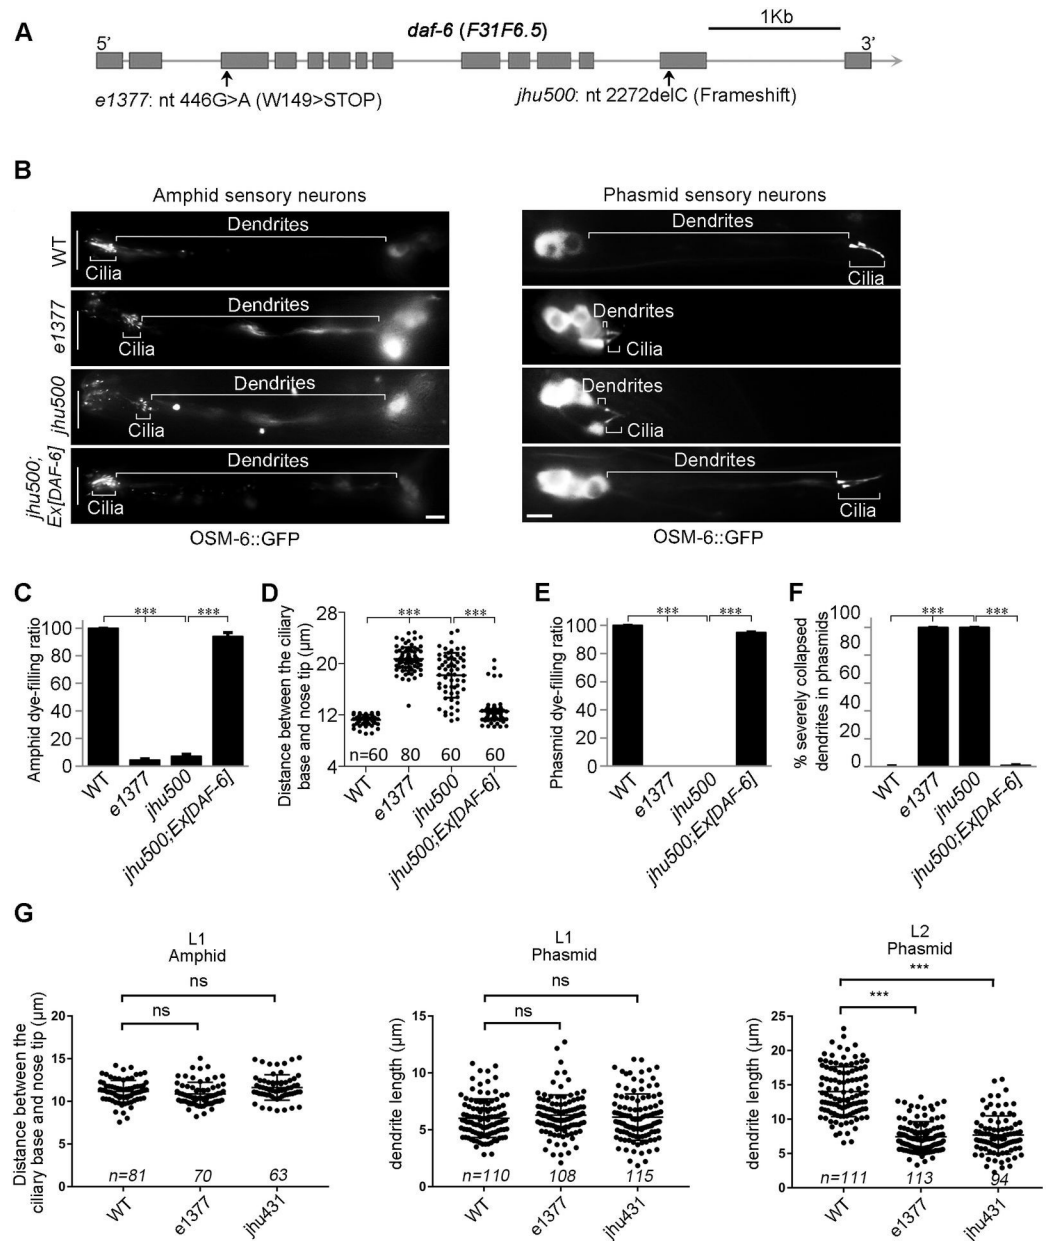 A
daf-6 (F31F6.5)
1Kb
5’
3’
e1377: nt 446G>A (W149>STOP)
jhu500: nt 2272delC (Frameshift)
B
Amphid sensory neurons
Phasmid sensory neurons
WT
Dendrites
Cilia
Dendrites
Cilia
e1377
Dendrites
Cilia
Dendrites
Cilia
jhu500
Dendrites
Cilia
Dendrites
Cilia
jhu500;
Ex[DAF-6]
Dendrites
Cilia
Dendrites
Cilia
OSM-6::GFP
OSM-6::GFP
C
Amphid dye-filling ratio
100
80
60
40
20
0
***
***
WT
e1377
jhu500
jhu500;Ex[DAF-6]
D
Distance between the ciliary
base and nose tip (μm)
28
20
12
4
***
***
n=60
80
60
60
WT
e1377
jhu500
jhu500;Ex[DAF-6]
E
Phasmid dye-filling ratio
100
80
60
40
20
0
***
***
WT
e1377
jhu500
jhu500;Ex[DAF-6]
F
% severely collapsed
dendrites in phasmids
100
80
60
40
20
0
***
***
WT
e1377
jhu500
jhu500;Ex[DAF-6]
G
L1
Amphid
ns
ns
Distance between the
ciliary base and nose tip (μm)
20
15
10
5
0
n=81
70
63
WT
e1377
jhu431
L1
Phasmid
ns
ns
dendrite length (μm)
15
10
5
0
n=110
108
115
WT
e1377
jhu431
L2
Phasmid
***
***
dendrite length (μm)
25
20
15
10
5
0
n=111
113
94
WT
e1377
jhu431